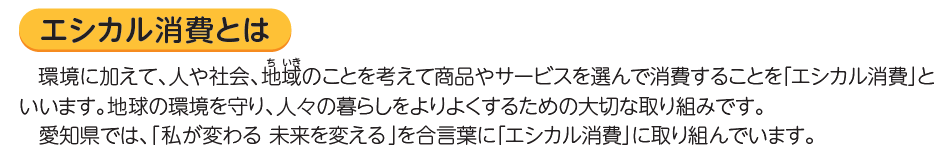 エシカル消費とは
環境に加えて、人や社会、地域のことを考えて商品やサービスを選んで消費することを「エシカル消費」と
いいます。地球の環境を守り、人々の暮らしをよりよくするための大切な取り組みです。
愛知県では、「私が変わる 未来を変える」を合言葉に「エシカル消費」に取り組んでいます。